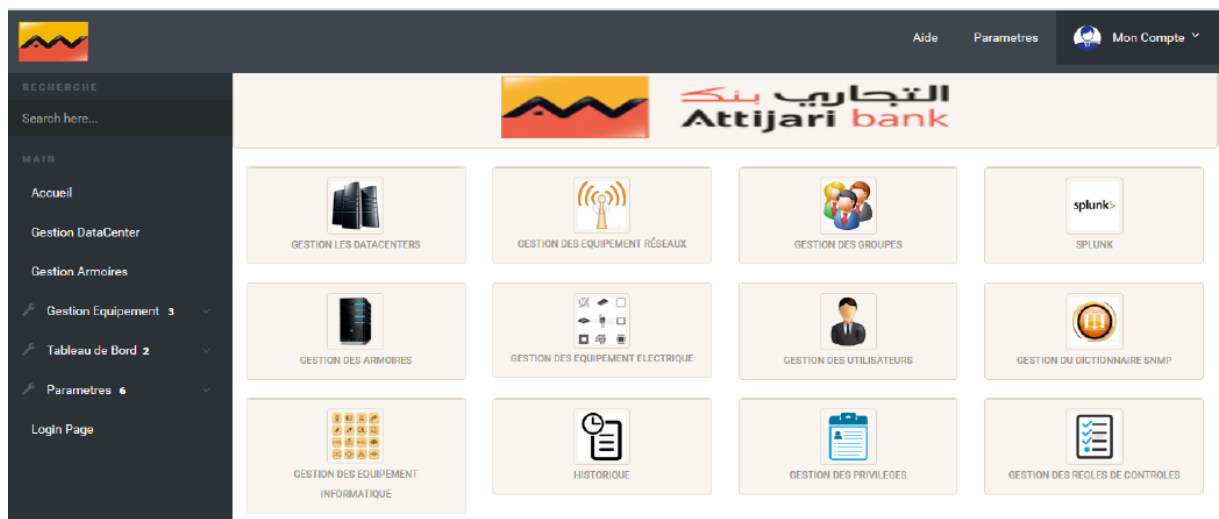 Aide Parametres Mon Compte
RECHERCHE
Search here...
التجاري بنك
Attijari bank
MAIN
Accueil
Gestion DataCenter
Gestion Armoires
Gestion Equipement 3
Tableau de Bord 2
Parametres 6
Login Page
GESTION LES DATACENTERS
GESTION DES EQUIPEMENT RÉSEAUX
GESTION DES GROUPES
splunk>
SPLUNK
GESTION DES ARMOIRES
GESTION DES EQUIPEMENT ELECTRIQUE
GESTION DES UTILISATEURS
GESTION DU DICTIONNAIRE SNMP
GESTION DES EQUIPEMENT
INFORMATIQUE
HISTORIQUE
GESTION DES PRIVILEGES
GESTION DES REGLES DE CONTROLES